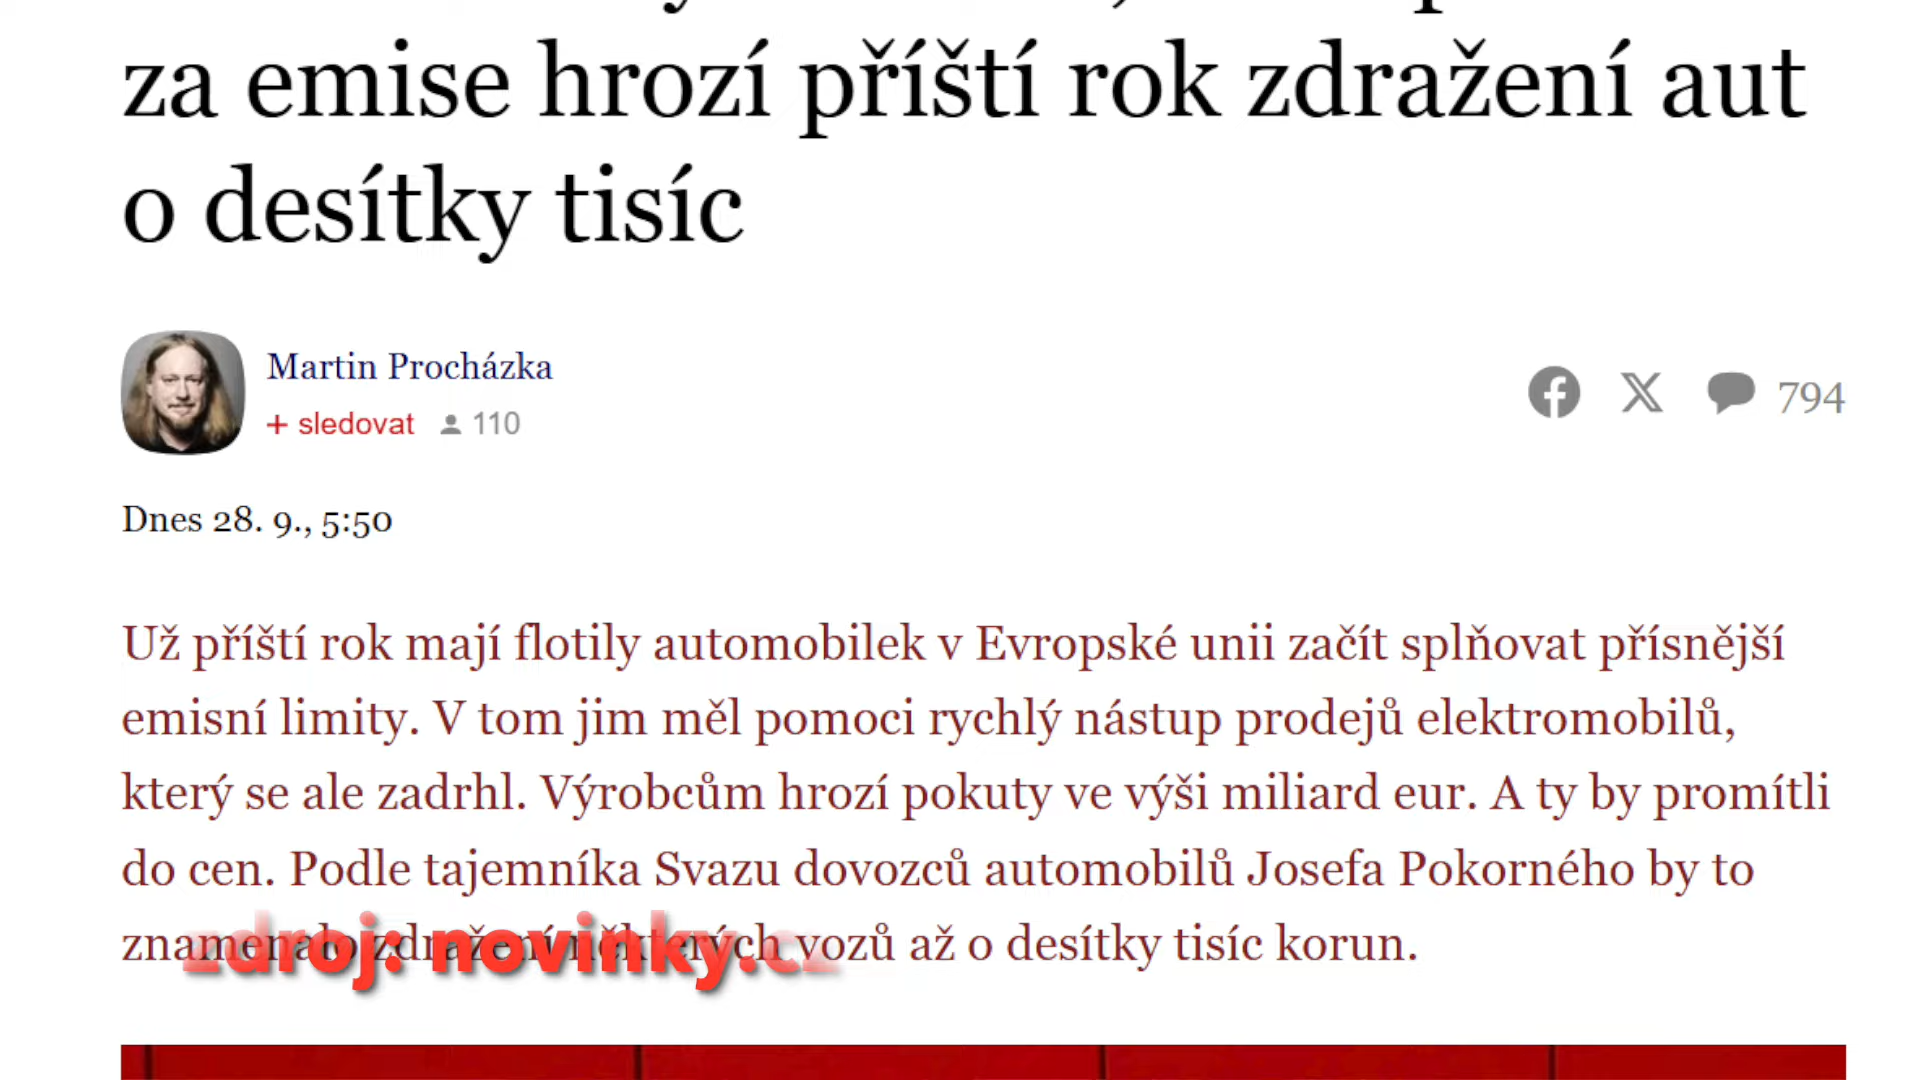 za emise hrozí příští rok zdražení aut
o desítky tisíc
Martin Procházka
+ sledovat 110
794
Dnes 28. 9., 5:50
Už příští rok mají flotily automobilek v Evropské unii začít splňovat přísnější
emisní limity. V tom jim měl pomoci rychlý nástup prodejů elektromobilů,
který se ale zadrhl. Výrobcům hrozí pokuty ve výši miliard eur. A ty by promítli
do cen. Podle tajemníka Svazu dovozců automobilů Josefa Pokorného by to
znamenalo zdražení některých vozů až o desítky tisíc korun.
zdroj: novinky.cz